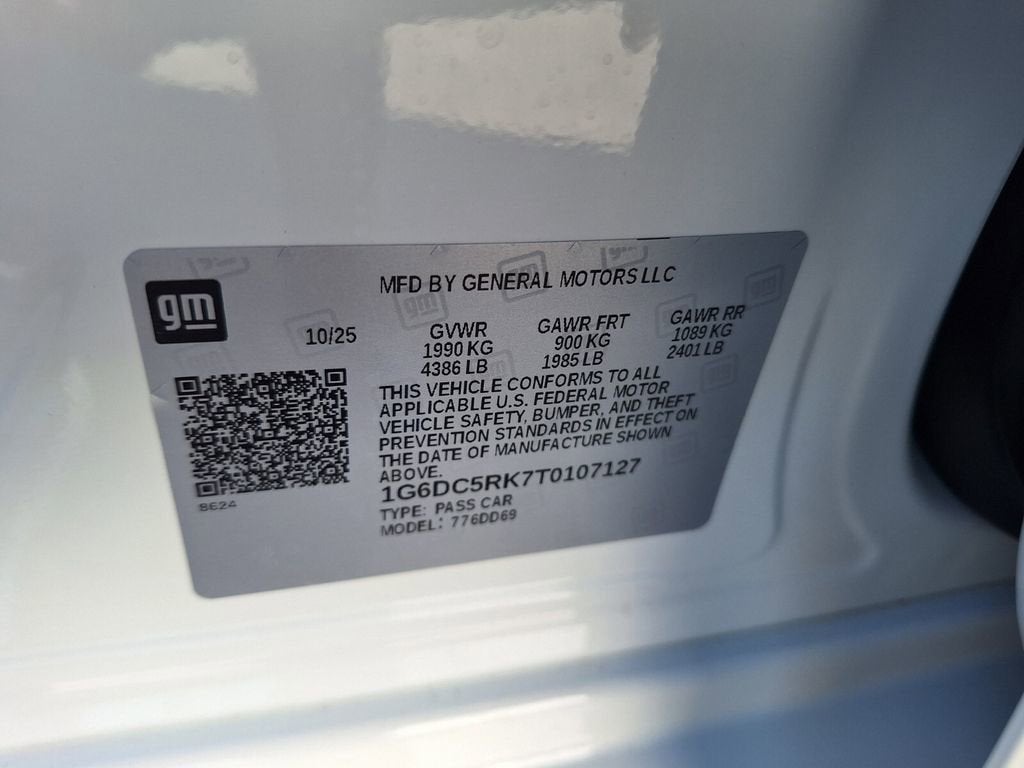 gm
MFD BY GENERAL MOTORS LLC
10/25
GVWR
1990 KG
4386 LB
GAWR FRT
900 KG
1985 LB
GAWR RR
1089 KG
2401 LB
THIS VEHICLE CONFORMS TO ALL
APPLICABLE U.S. FEDERAL MOTOR
VEHICLE SAFETY, BUMPER, AND THEFT
PREVENTION STANDARDS IN EFFECT ON
THE DATE OF MANUFACTURE SHOWN
ABOVE.
1G6DC5RK7T0107127
TYPE: PASS CAR
MODEL: 776DD69
8E24